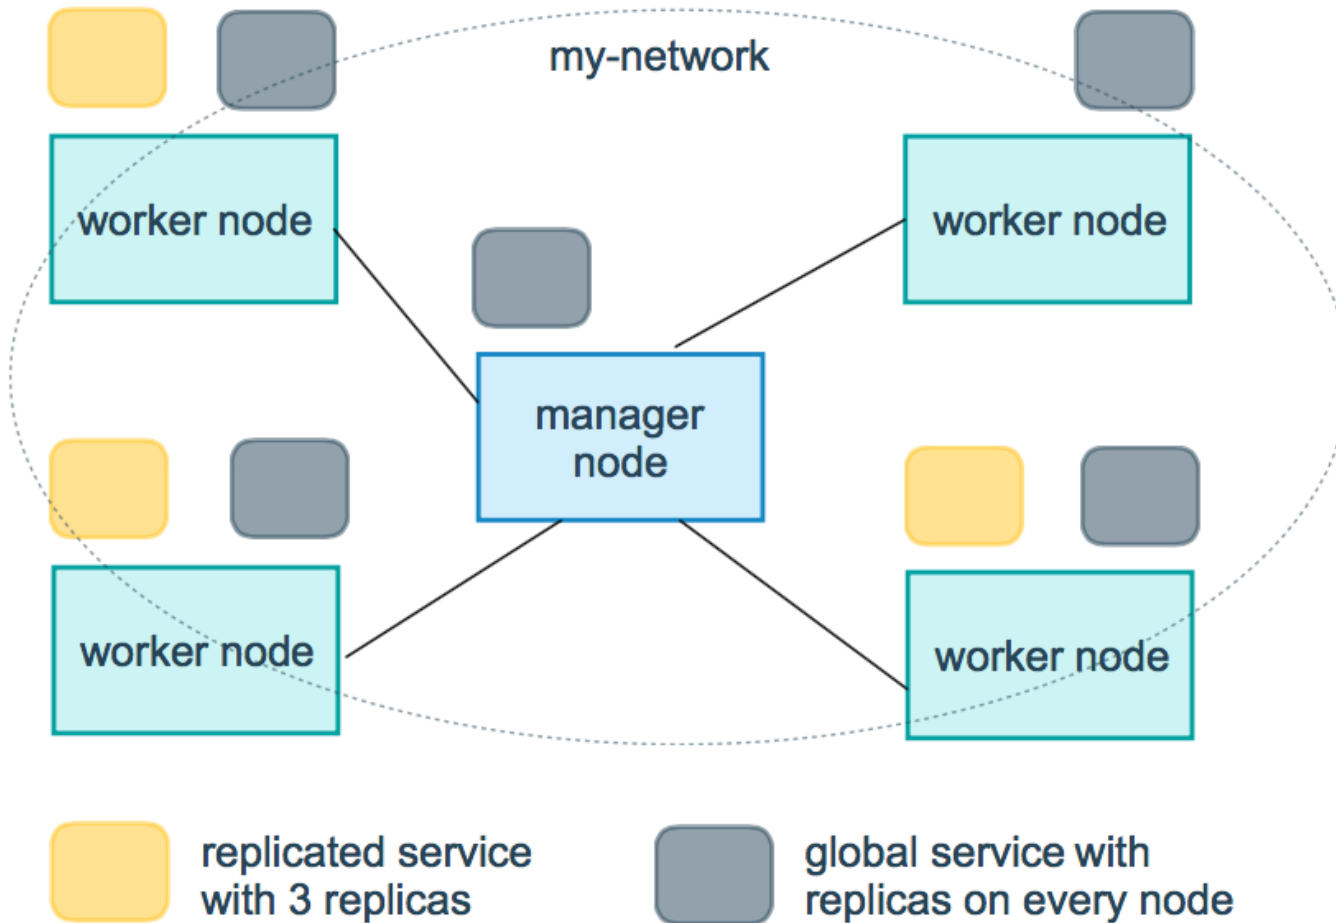 my-network
worker node
worker node
manager
node
worker node
worker node
replicated service
with 3 replicas
global service with
replicas on every node